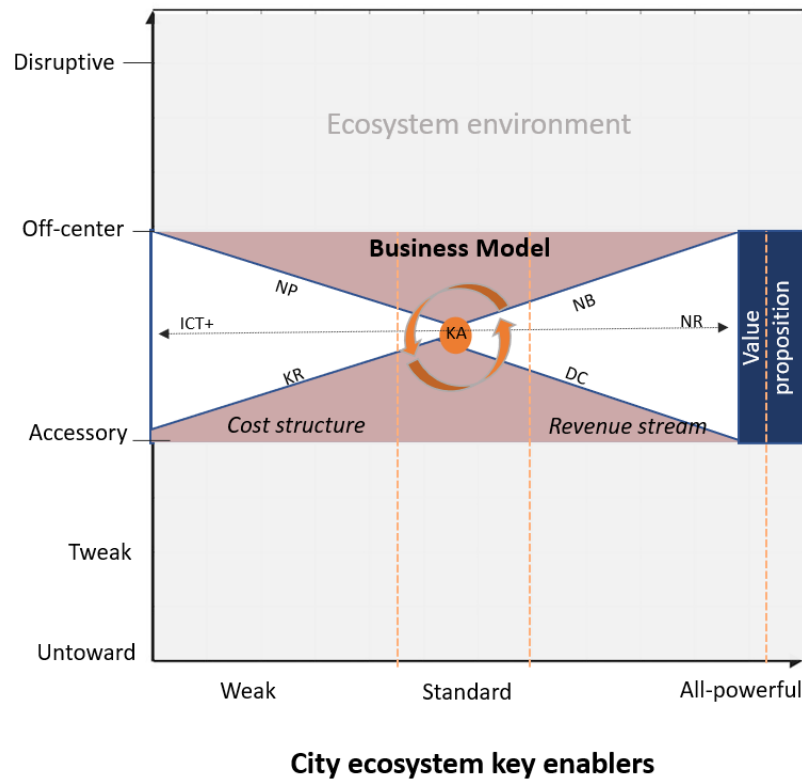 Disruptive
Ecosystem environment
Off-center
Business Model
NP
NB
ICT+
KA
NR
Value
proposition
KR
DC
Accessory
Cost structure
Revenue stream
Tweak
Untoward
Weak
Standard
All-powerful
City ecosystem key enablers